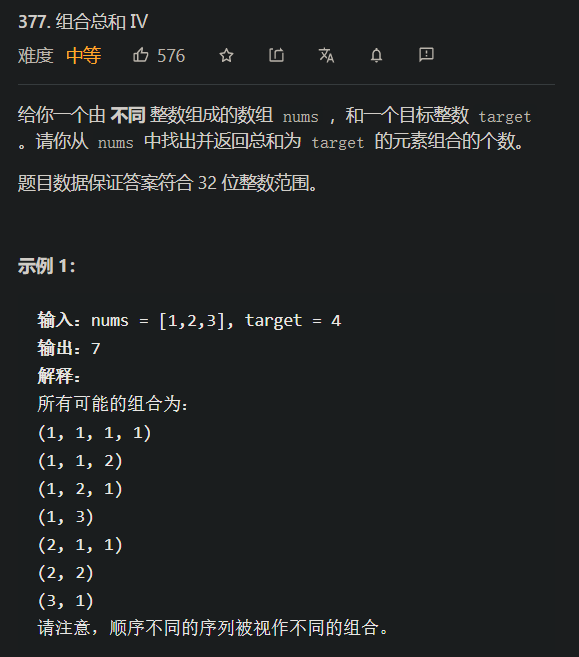 377. 组合总和 Ⅳ
难度 中等 576
给你一个由 不同 整数组成的数组 nums ，和一个目标整数 target
。请你从 nums 中找出并返回总和为 target 的元素组合的个数。
题目数据保证答案符合 32 位整数范围。
示例 1：
输入：nums = [1,2,3], target = 4
输出：7
解释：
所有可能的组合为：
(1, 1, 1, 1)
(1, 1, 2)
(1, 2, 1)
(1, 3)
(2, 1, 1)
(2, 2)
(3, 1)
请注意，顺序不同的序列被视作不同的组合。